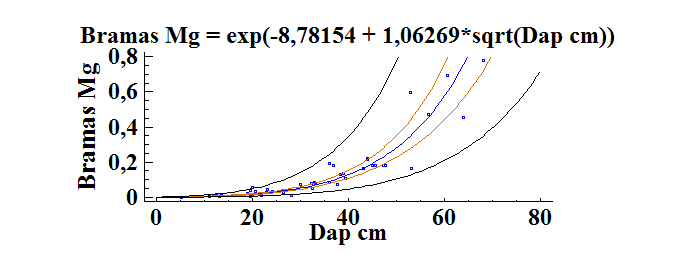 Bramas Mg = exp(-8,78154 + 1,06269*sqrt(Dap cm))
Bramas Mg
0,8
0,6
0,4
0,2
0
0 20 40 60 80
Dap cm